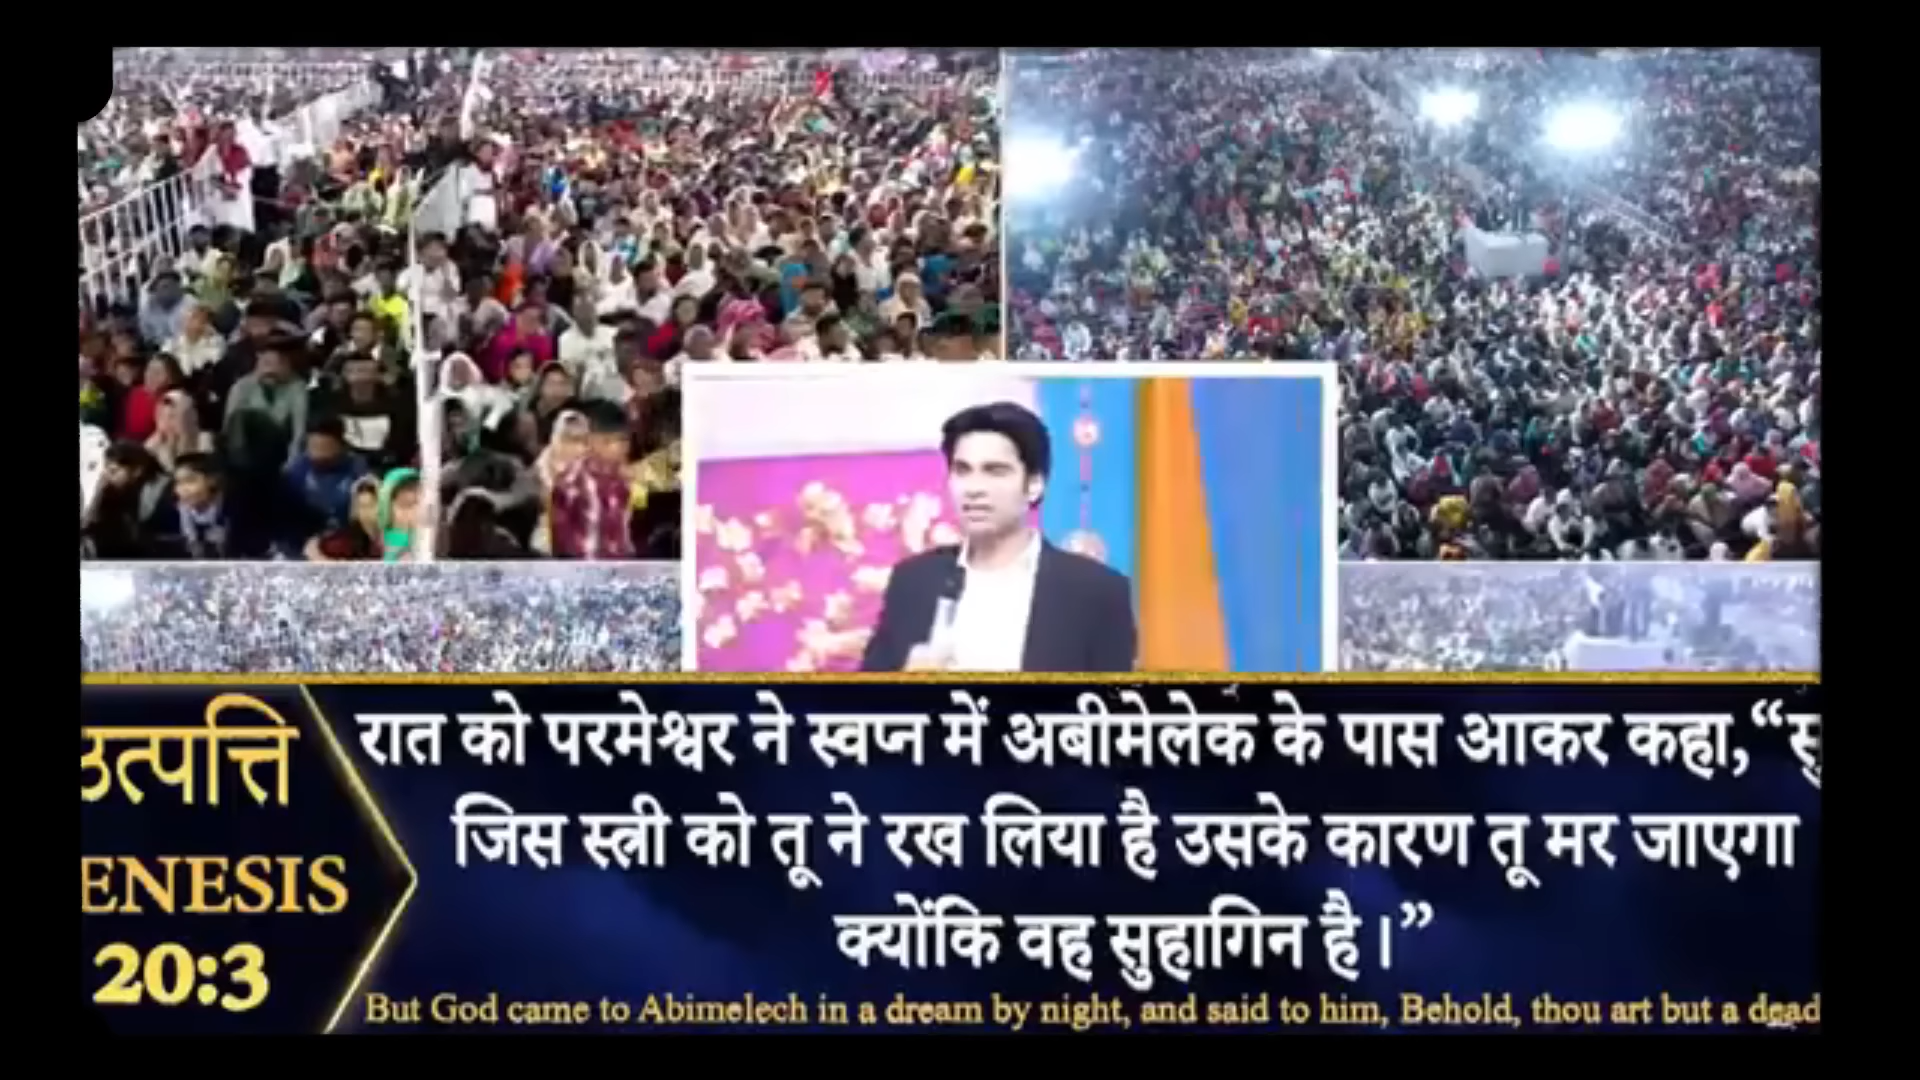 उत्पत्ति
ENESIS
20:3
रात को परमेश्वर ने स्वप्न में अबीमेलेक के पास आकर कहा,“सु
जिस स्त्री को तू ने रख लिया है उसके कारण तू मर जाएगा
क्योंकि वह सुहागिन है।”
But God came to Abimelech in a dream by night, and said to him, Behold, thou art but a dead